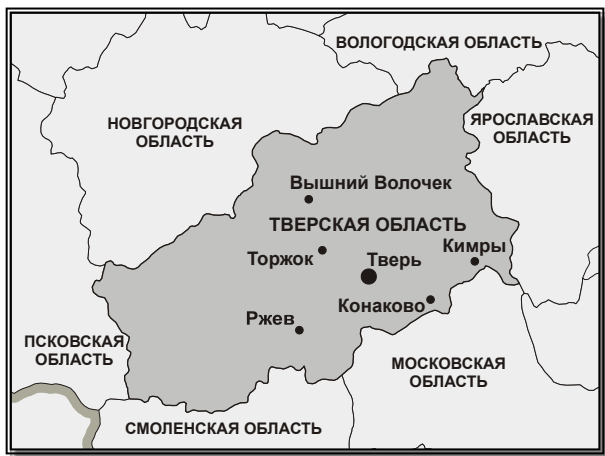 ВОЛОГОДСКАЯ ОБЛАСТЬ
НОВГОРОДСКАЯ
ОБЛАСТЬ
ЯРОСЛАВСКАЯ
ОБЛАСТЬ
Вышний Волочек
ТВЕРСКАЯ ОБЛАСТЬ
Кимры
Торжок
Тверь
Конаково
Ржев
ПСКОВСКАЯ
ОБЛАСТЬ
МОСКОВСКАЯ
ОБЛАСТЬ
СМОЛЕНСКАЯ ОБЛАСТЬ